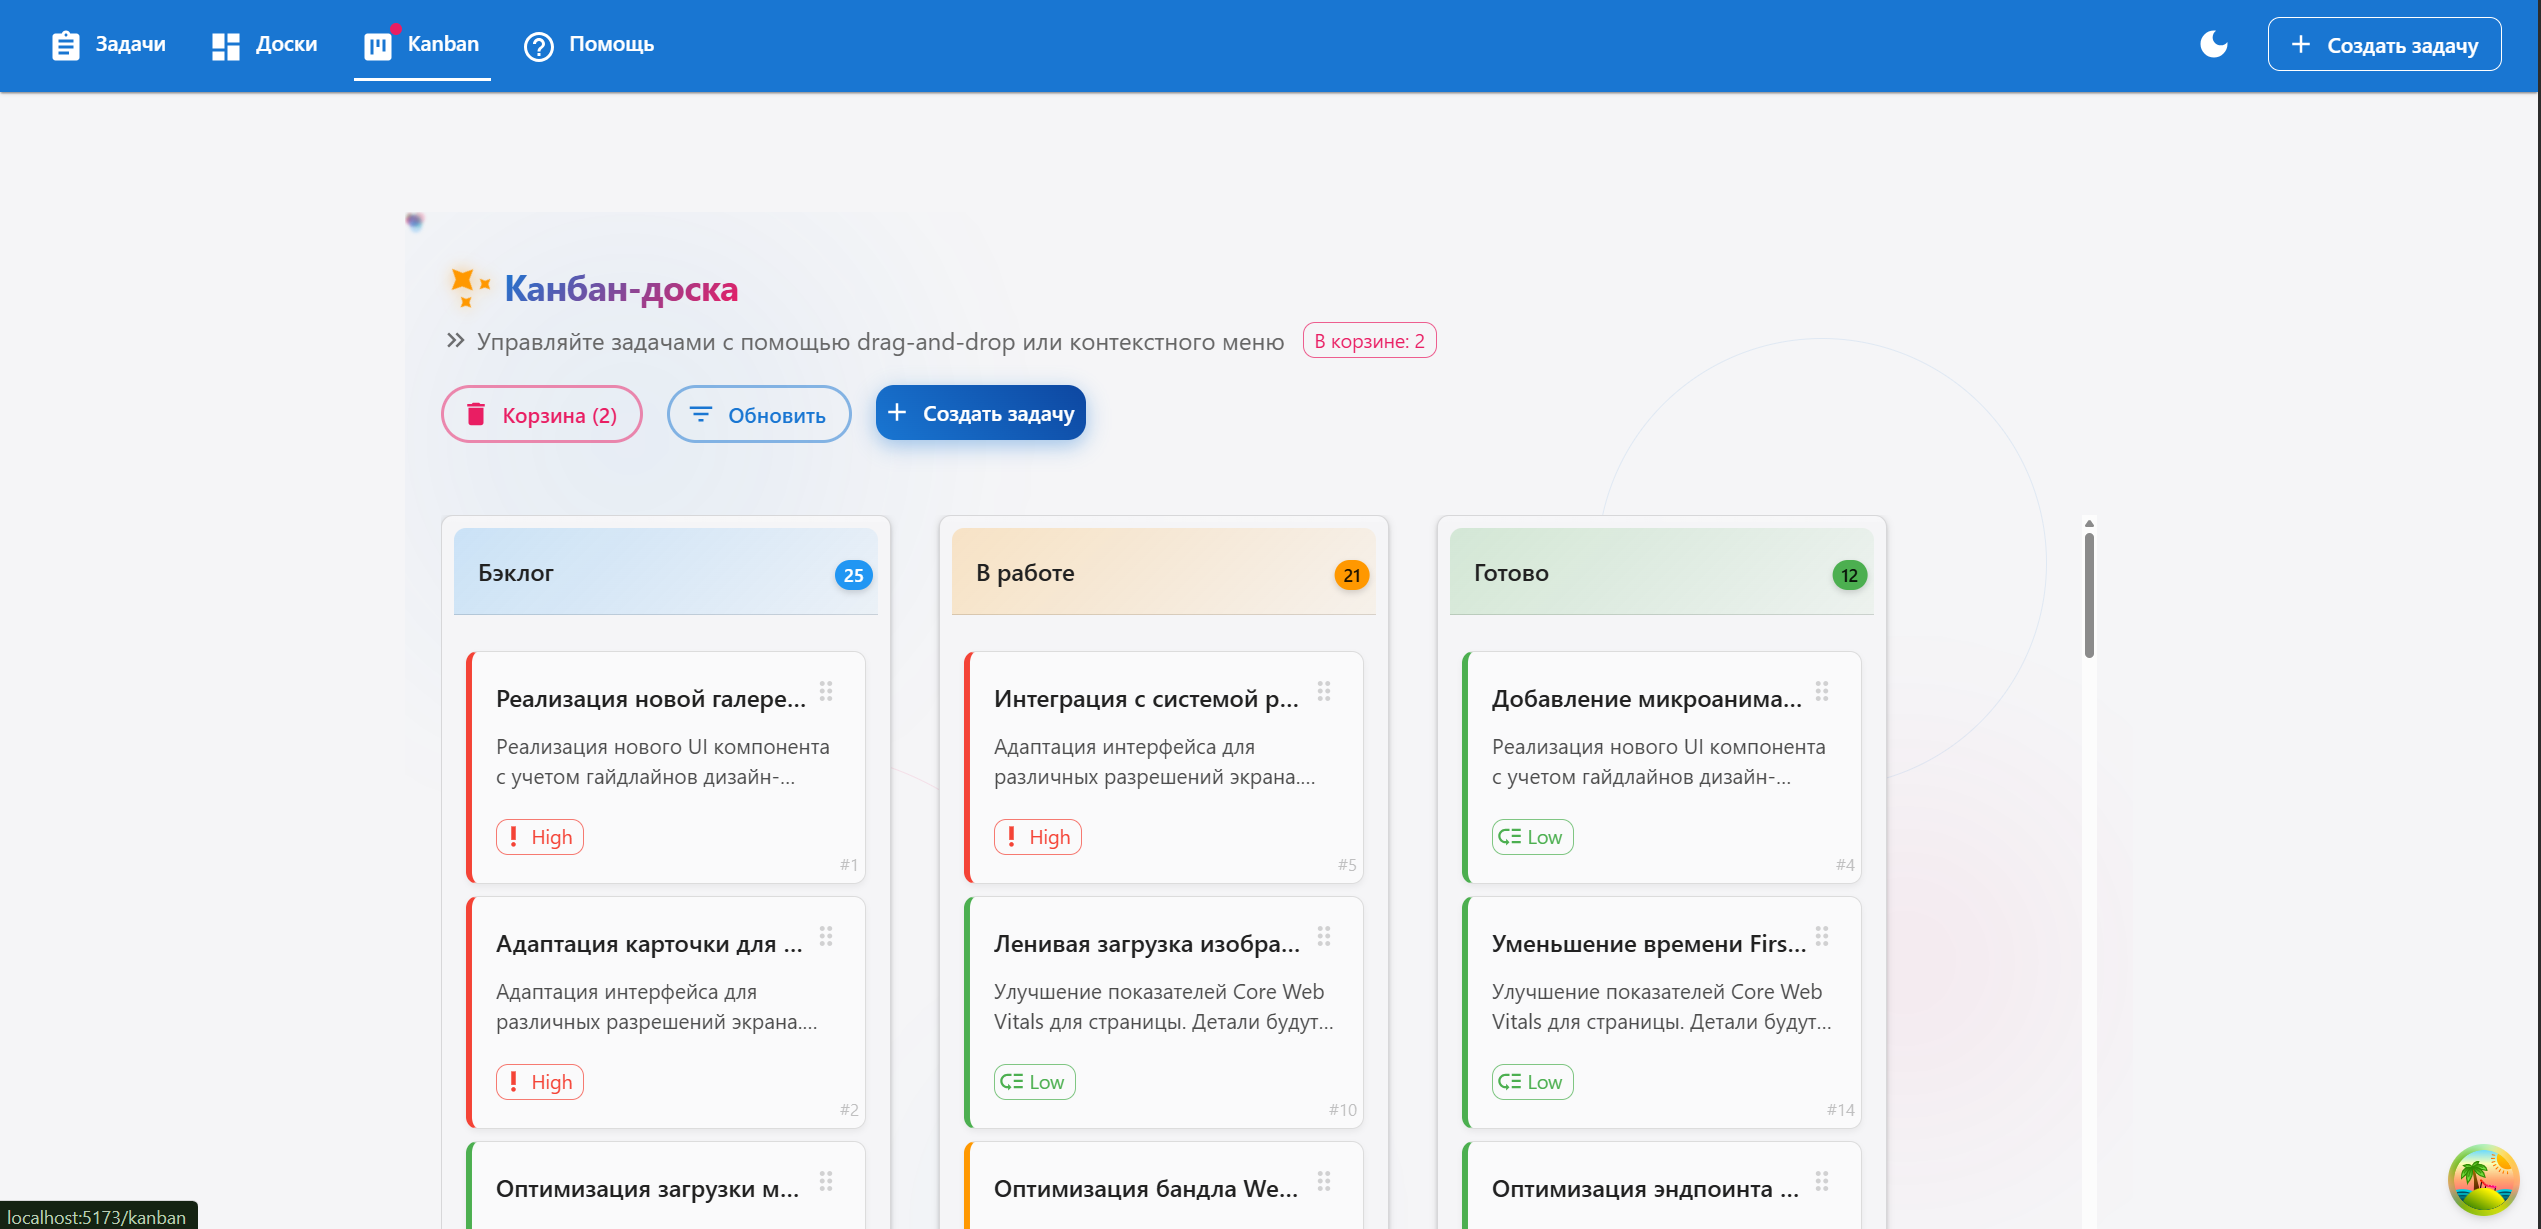 Задачи
Доски
Kanban
Помощь
Создать задачу
Канбан-доска
Управляйте задачами с помощью drag-and-drop или контекстного меню
В корзине: 2
Корзина (2)
Обновить
Создать задачу
Бэклог
25
Реализация новой галере...
Реализация нового UI компонента
с учетом гайдлайнов дизайн-...
High
#1
Адаптация карточки для ...
Адаптация интерфейса для
различных разрешений экрана....
High
#2
Оптимизация загрузки м...
В работе
21
Интеграция с системой р...
Адаптация интерфейса для
различных разрешений экрана....
High
#5
Ленивая загрузка изобра...
Улучшение показателей Core Web
Vitals для страницы. Детали будут...
Low
#10
Оптимизация бандла We...
Готово
12
Добавление микроанима...
Реализация нового UI компонента
с учетом гайдлайнов дизайн-...
Low
#4
Уменьшение времени Firs...
Улучшение показателей Core Web
Vitals для страницы. Детали будут...
Low
#14
Оптимизация эндпоинта ...
localhost:5173/kanban